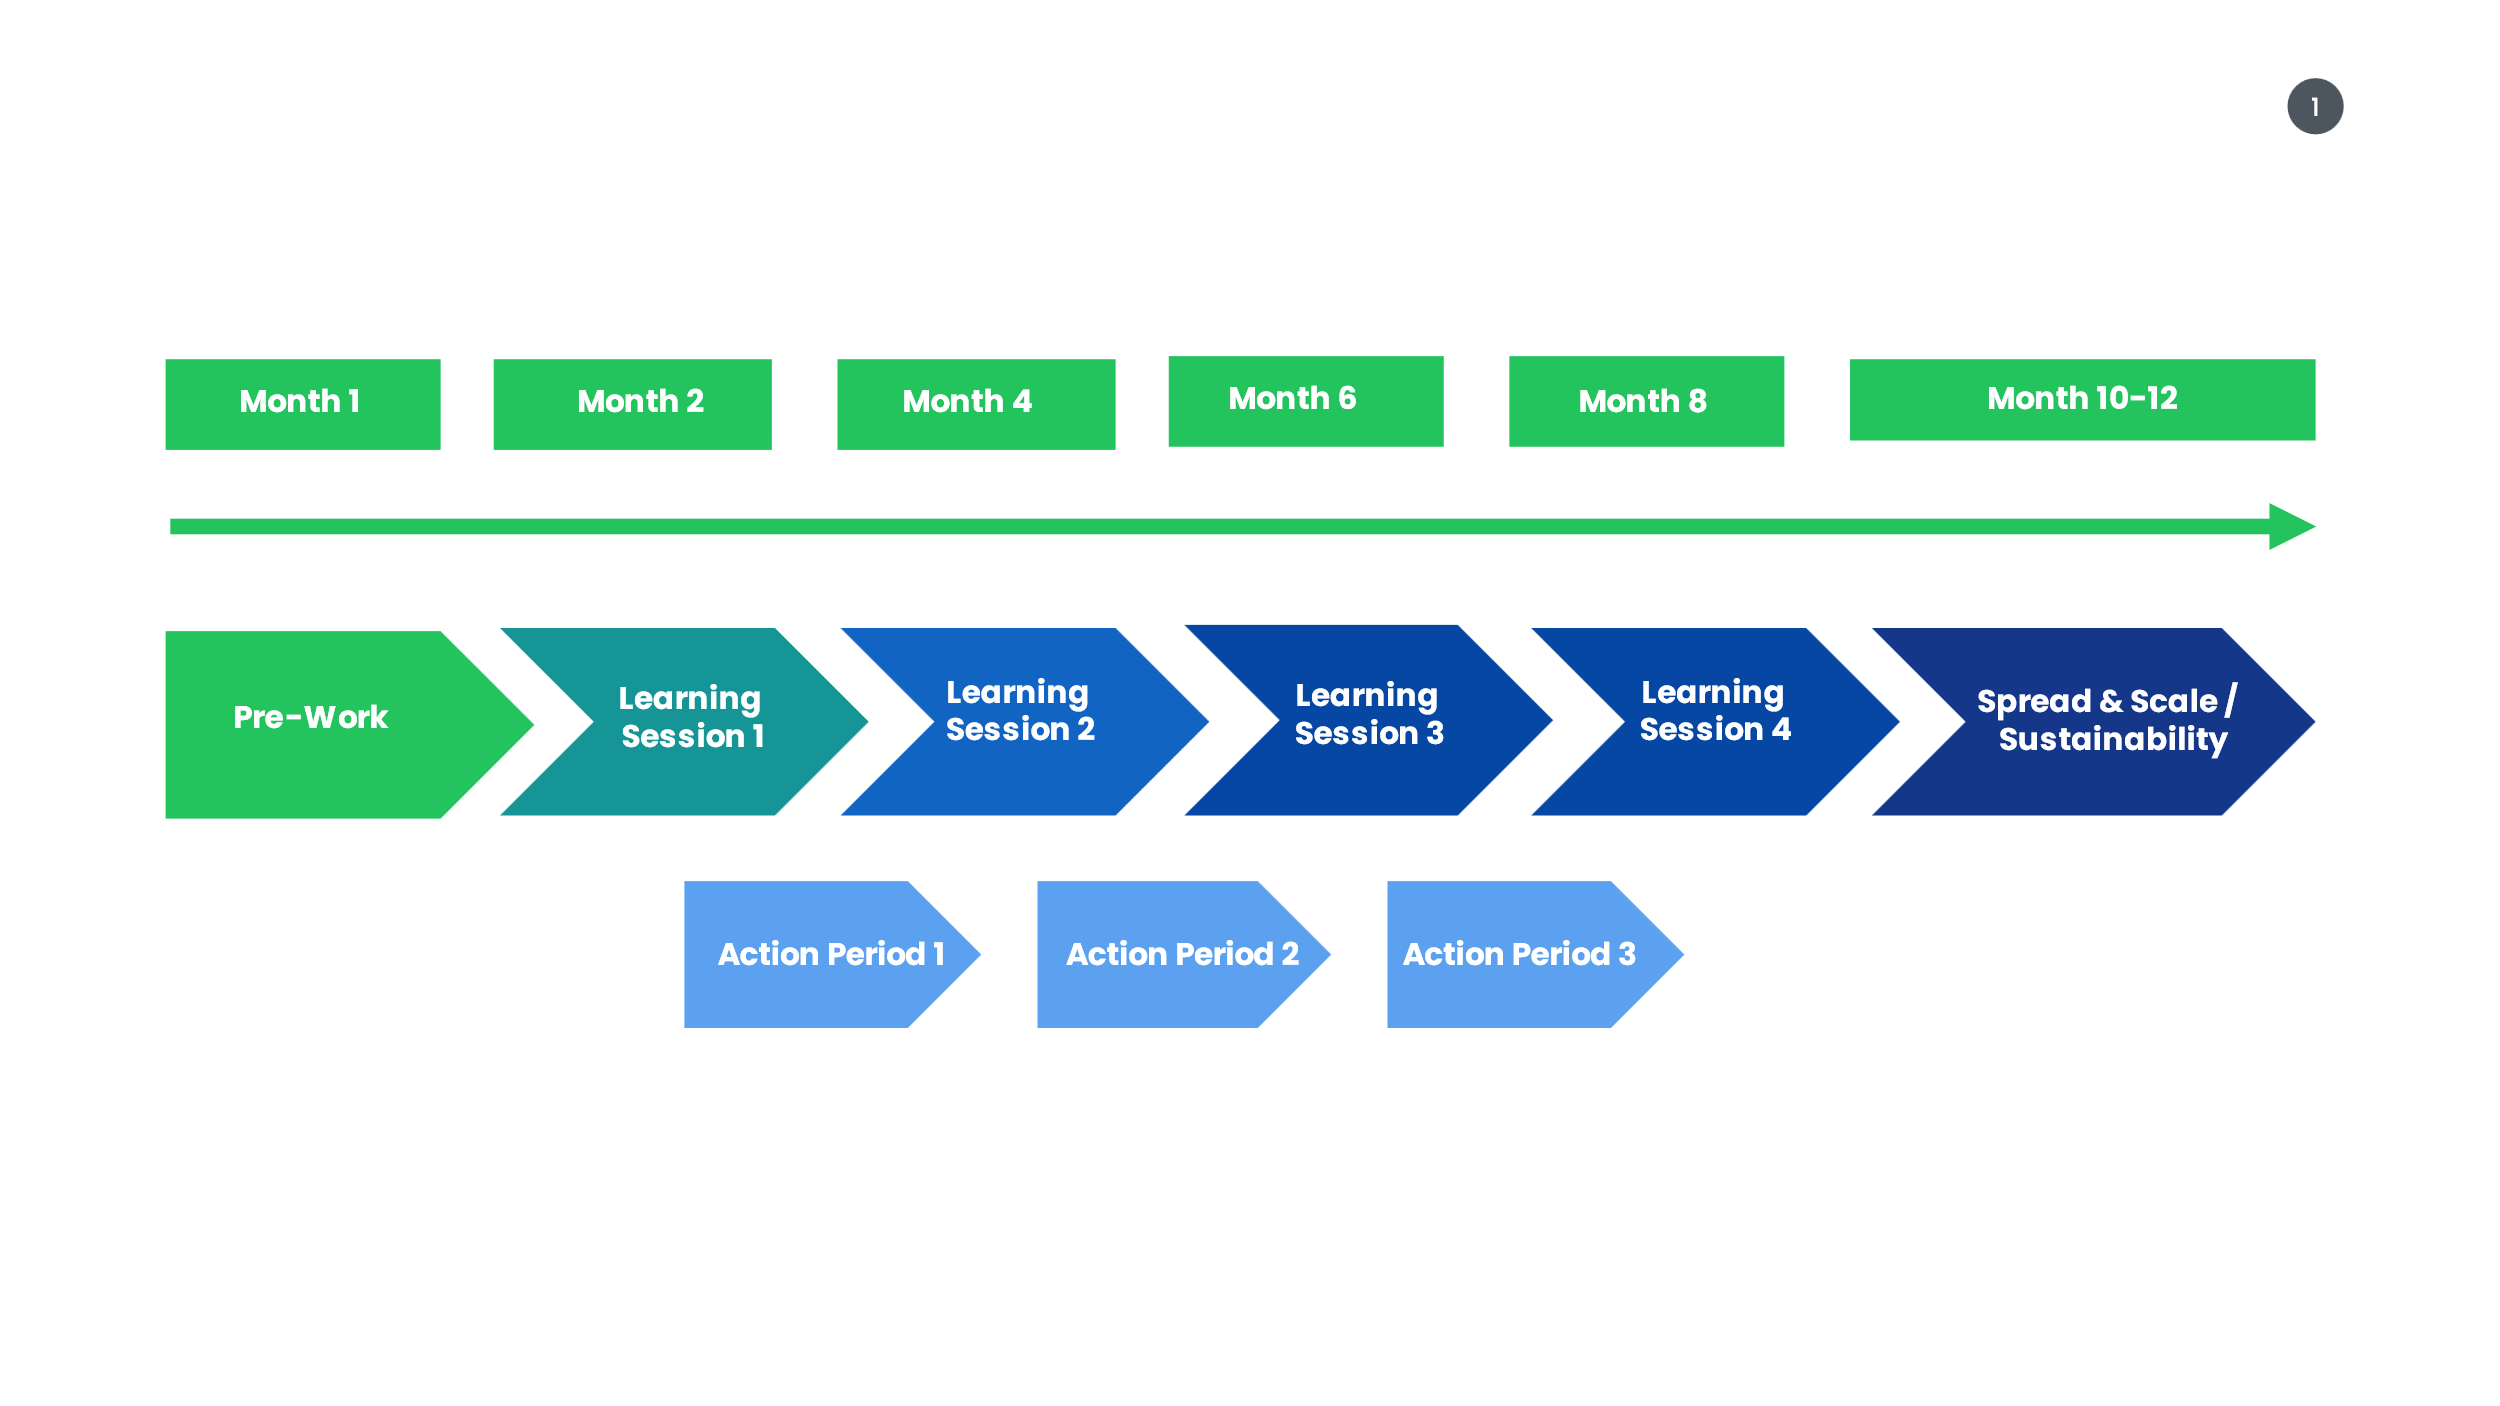 1
Month 1
Month 2
Month 4
Month 6
Month 8
Month 10-12
Pre-Work
Learning
Session 1
Learning
Session 2
Learning
Session 3
Learning
Session 4
Spread & Scale /
Sustainability
Action Period 1
Action Period 2
Action Period 3